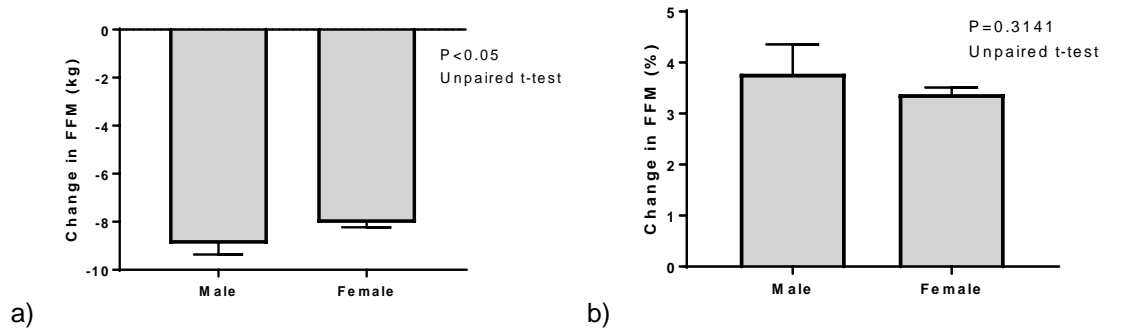 Change in FFM (kg)
0
-2
-4
-6
-8
-10
P<0.05
Unpaired t-test
Male Female
a)
Change in FFM (%)
5
4
3
2
1
0
P=0.3141
Unpaired t-test
Male Female
b)